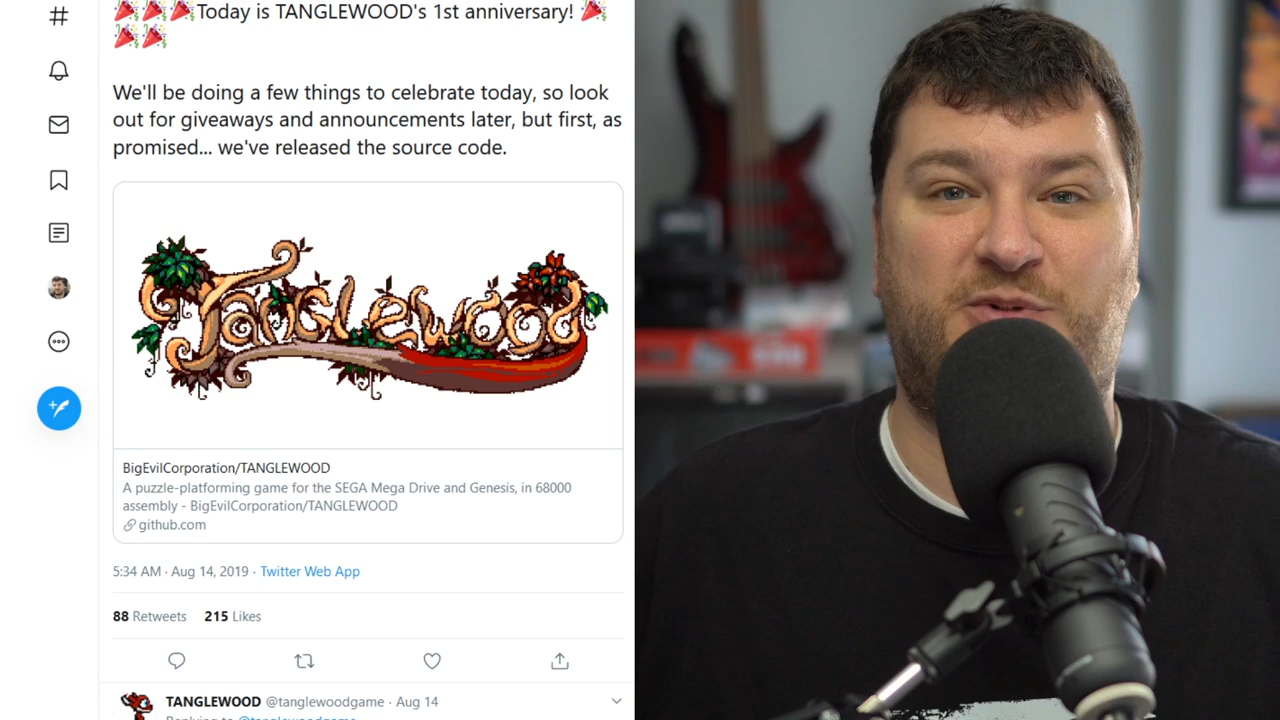 Today is TANGLEWOOD's 1st anniversary!
We'll be doing a few things to celebrate today, so look
out for giveaways and announcements later, but first, as
promised... we've released the source code.
Tanglewood
BigEvilCorporation/TANGLEWOOD
A puzzle-platforming game for the SEGA Mega Drive and Genesis, in 68000
assembly - BigEvilCorporation/TANGLEWOOD
github.com
5:34 AM · Aug 14, 2019 · Twitter Web App
88 Retweets 215 Likes
TANGLEWOOD @tanglewoodgame · Aug 14
Replying to @tanglewoodgame